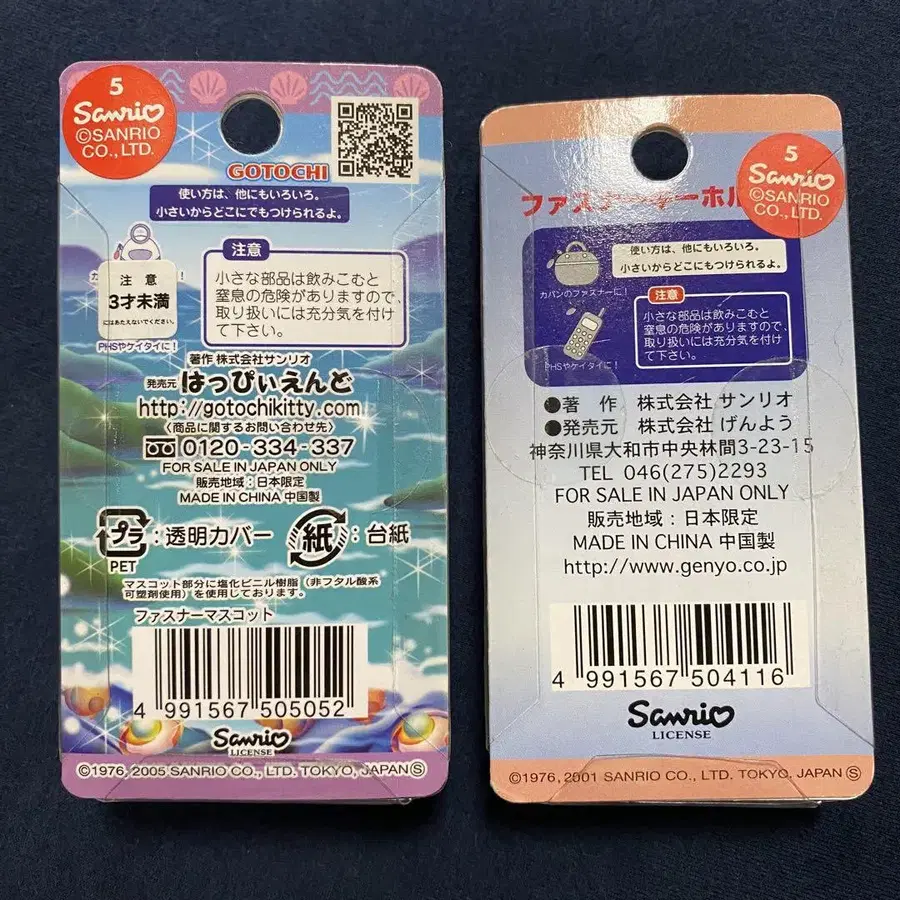 5
Sanrio
©SANRIO
CO., LTD.
GOTOCHI
使い方は、他にもいろいろ。
小さいからどこにでもつけられるよ。
注 意
3才未満
にはあたえないでください。
PHSやケイタイに!
注意
小さな部品は飲みこむと
窒息の危険がありますので、
取り扱いには充分気を付け
て下さい。
著作 株式会社サンリオ
発売元 はっぴぃえんど
http://gotochikitty.com
〈商品に関するお問い合わせ先〉
0120-334-337
FOR SALE IN JAPAN ONLY
販売地域:日本限定
MADE IN CHINA 中国製
プラ:透明カバー 紙:台紙
PET
マスコット部分に塩化ビニル樹脂(非フタル酸系
可塑剤使用)を使用しております。
ファスナーマスコット
4 991567 505052
Sanrio
LICENSE
©1976, 2005 SANRIO CO., LTD. TOKYO, JAPAN Ⓢ
5
Sanrio
©SANRIO
CO., LTD.
使い方は、他にもいろいろ。
小さいからどこにでもつけられるよ。
カバンのファスナーに!
注意
小さな部品は飲みこむと
窒息の危険がありますので、
取り扱いには充分気を付け
て下さい。
PHSやケイタイに!
●著 作 株式会社 サンリオ
●発売元 株式会社 げんよう
神奈川県大和市中央林間3-23-15
TEL 046(275)2293
FOR SALE IN JAPAN ONLY
販売地域:日本限定
MADE IN CHINA 中国製
http://www.genyo.co.jp
4 991567 504116
Sanrio
LICENSE
©1976, 2001 SANRIO CO., LTD. TOKYO, JAPAN Ⓢ